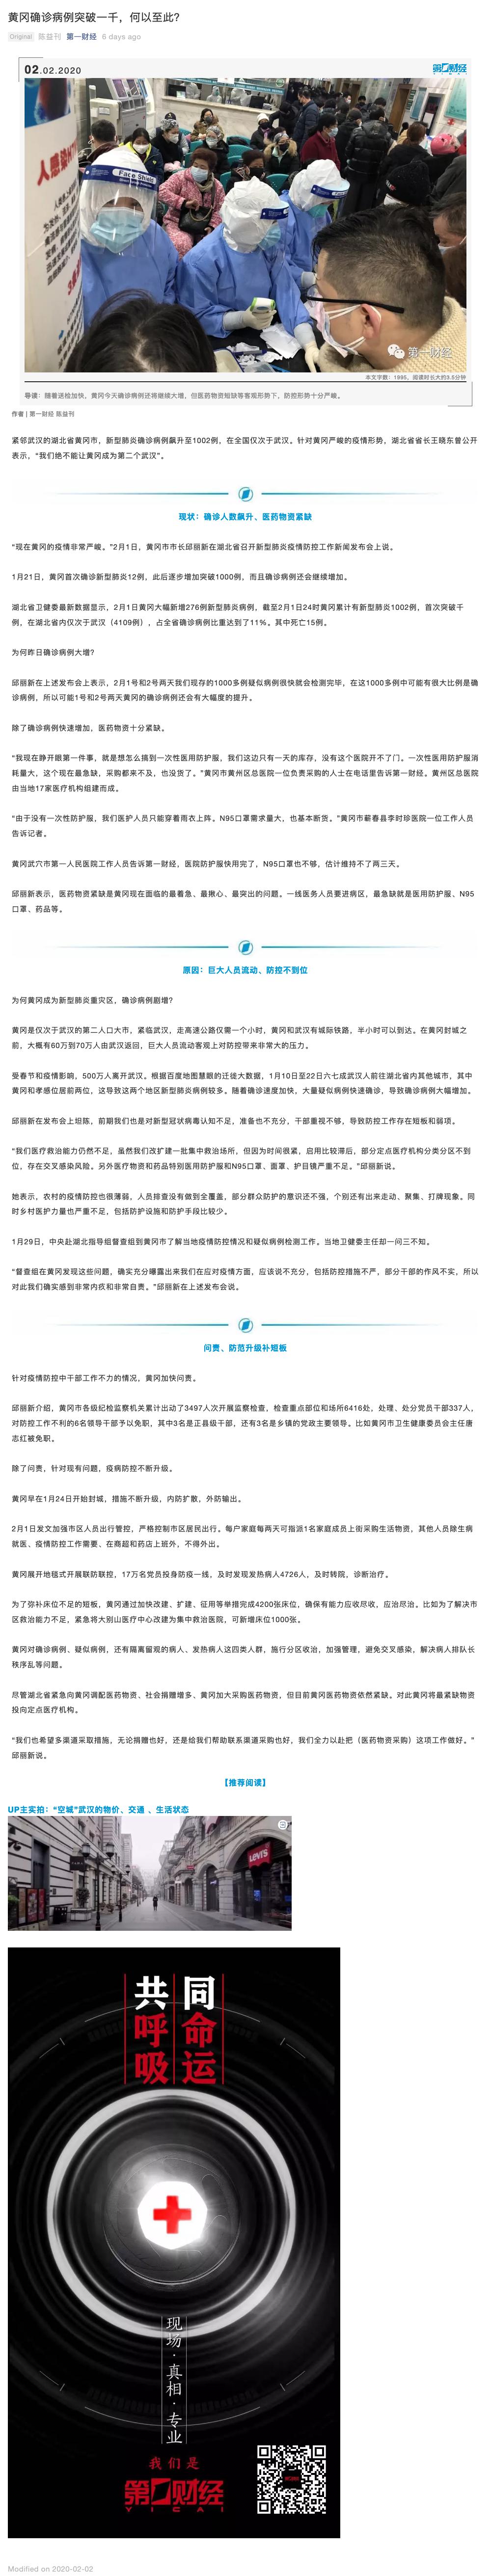 黄冈确诊病例突破一千，何以至此?
Original 陈益刊 第一财经 6 days ago
02.02.2020
第一财经
Face Shield
第一财经
本文字数：1995，阅读时长大约3.5分钟
导读：随着送检加快，黄冈今天确诊病例还将继续大增，但医药物资短缺等客观形势下，防控形势十分严峻。
作者 | 第一财经 陈益刊
紧邻武汉的湖北省黄冈市，新型肺炎确诊病例飙升至1002例，在全国仅次于武汉。针对黄冈严峻的疫情形势，湖北省省长王晓东曾公开
表示，“我们绝不能让黄冈成为第二个武汉”。
现状：确诊人数飙升、医药物资紧缺
“现在黄冈的疫情非常严峻。”2月1日，黄冈市市长邱丽新在湖北省召开新型肺炎疫情防控工作新闻发布会上说。
1月21日，黄冈首次确诊新型肺炎12例，此后逐步增加突破1000例，而且确诊病例还会继续增加。
湖北省卫健委最新数据显示，2月1日黄冈大幅新增276例新型肺炎病例，截至2月1日24时黄冈累计有新型肺炎1002例，首次突破千
例，在湖北省内仅次于武汉（4109例），占全省确诊病例比重达到了11%。其中死亡15例。
为何昨日确诊病例大增?
邱丽新在上述发布会上表示，2月1号和2号两天我们现存的1000多例疑似病例很快就会检测完毕，在这1000多例中可能有很大比例是确
诊病例，所以可能1号和2号两天黄冈的确诊病例还会有大幅度的提升。
除了确诊病例快速增加，医药物资十分紧缺。
“我现在睁开眼第一件事，就是想怎么搞到一次性医用防护服，我们这边只有一天的库存，没有这个医院开不了门。一次性医用防护服消
耗量大，这个现在最急缺，采购都来不及，也没货了。”黄冈市黄州区总医院一位负责采购的人士在电话里告诉第一财经。黄州区总医院
由当地17家医疗机构组建而成。
“由于没有一次性防护服，我们医护人员只能穿着雨衣上阵。N95口罩需求量大，也基本断货。”黄冈市蕲春县李时珍医院一位工作人员
告诉记者。
黄冈武穴市第一人民医院工作人员告诉第一财经，医院防护服快用完了，N95口罩也不够，估计维持不了两三天。
邱丽新表示，医药物资紧缺是黄冈现在面临的最着急、最揪心、最突出的问题。一线医务人员要进病区，最急缺就是医用防护服、N95
口罩、药品等。
原因：巨大人员流动、防控不到位
为何黄冈成为新型肺炎重灾区，确诊病例剧增?
黄冈是仅次于武汉的第二人口大市，紧临武汉，走高速公路仅需一个小时，黄冈和武汉有城际铁路，半小时可以到达。在黄冈封城之
前，大概有60万到70万人由武汉返回，巨大人员流动客观上对防控带来非常大的压力。
受春节和疫情影响，500万人离开武汉。根据百度地图慧眼的迁徙大数据，1月10日至22日六七成武汉人前往湖北省内其他城市，其中
黄冈和孝感位居前两位，这导致这两个地区新型肺炎病例较多。随着确诊速度加快，大量疑似病例快速确诊，导致确诊病例大幅增加。
邱丽新在发布会上坦陈，前期我们也是对新型冠状病毒认知不足，准备也不充分，干部重视不够，导致防控工作存在短板和弱项。
“我们医疗救治能力仍然不足，虽然我们改扩建一批集中救治场所，但因为时间很紧，启用比较滞后，部分定点医疗机构分类分区不到
位，存在交叉感染风险。另外医疗物资和药品特别医用防护服和N95口罩、面罩、护目镜严重不足。”邱丽新说。
她表示，农村的疫情防控也很薄弱，人员排查没有做到全覆盖，部分群众防护的意识还不强，个别还有出来走动、聚集、打牌现象。同
时乡村医护力量也严重不足，包括防护设施和防护手段比较少。
1月29日，中央赴湖北指导组督查组到黄冈市了解当地疫情防控情况和疑似病例检测工作。当地卫健委主任却一问三不知。
“督查组在黄冈发现这些问题，确实充分曝露出来我们在应对疫情方面，应该说不充分，包括防控措施不严，部分干部的作风不实，所以
对此我们确实感到非常内疚和非常自责。”邱丽新在上述发布会说。
问责、防范升级补短板
针对疫情防控中干部工作不力的情况，黄冈加快问责。
邱丽新介绍，黄冈市各级纪检监察机关累计出动了3497人次开展监察检查，检查重点部位和场所6416处，处理、处分党员干部337人，
对防控工作不利的6名领导干部予以免职，其中3名是正县级干部，还有3名是乡镇的党政主要领导。比如黄冈市卫生健康委员会主任唐
志红被免职。
除了问责，针对现有问题，疫病防控不断升级。
黄冈早在1月24日开始封城，措施不断升级，内防扩散，外防输出。
2月1日发文加强市区人员出行管控，严格控制市区居民出行。每户家庭每两天可指派1名家庭成员上街采购生活物资，其他人员除生病
就医、疫情防控工作需要、在商超和药店上班外，不得外出。
黄冈展开地毯式开展联防联控，17万名党员投身防疫一线，及时发现发热病人4726人，及时转院，诊断治疗。
为了弥补床位不足的短板，黄冈通过加快改建、扩建、征用等举措完成4200张床位，确保有能力应收尽收，应治尽治。比如为了解决市
区救治能力不足，紧急将大别山医疗中心改建为集中救治医院，可新增床位1000张。
黄冈对确诊病例、疑似病例，还有隔离留观的病人、发热病人这四类人群，施行分区收治，加强管理，避免交叉感染，解决病人排队长
秩序乱等问题。
尽管湖北省紧急向黄冈调配医药物资、社会捐赠增多、黄冈加大采购医药物资，但目前黄冈医药物资依然紧缺。对此黄冈将最紧缺物资
投向定点医疗机构。
“我们也希望多渠道采取措施，无论捐赠也好，还是给我们帮助联系渠道采购也好，我们全力以赴把（医药物资采购）这项工作做好。”
邱丽新说。
【推荐阅读】
UP主实拍：“空城”武汉的物价、交通 、生活状态
LEVI'S
共同
呼命
吸运
现场·真相·专业
我们是
第一财经
YICAI
Modified on 2020-02-02